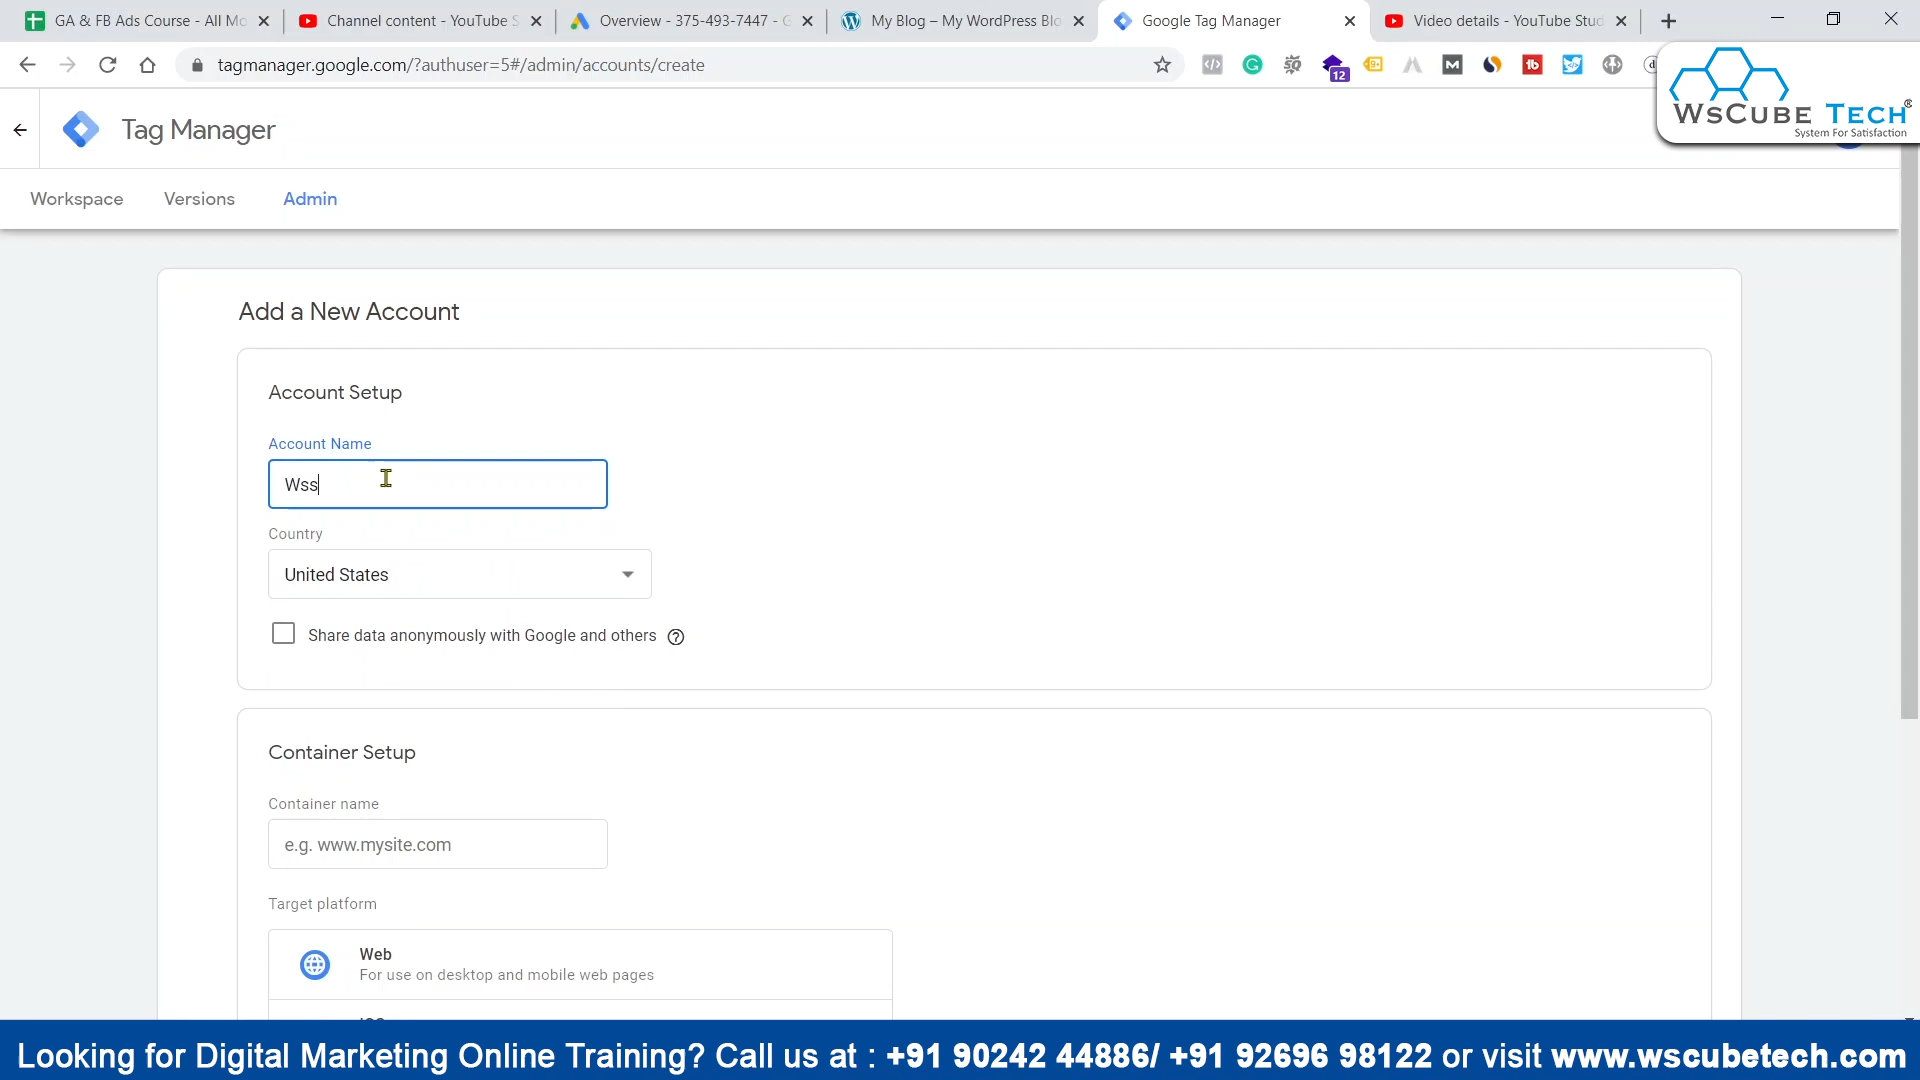 GA & FB Ads Course - All Mo
Channel content - YouTube S
Overview - 375-493-7447 - G
My Blog – My WordPress Blo
Google Tag Manager
Video details - YouTube Stud
tagmanager.google.com/?authuser=5#/admin/accounts/create
12
WsCube Tech®
System For Satisfaction
Tag Manager
Workspace
Versions
Admin
Add a New Account
Account Setup
Account Name
Wss
Country
United States
Share data anonymously with Google and others
Container Setup
Container name
e.g. www.mysite.com
Target platform
Web
For use on desktop and mobile web pages
Looking for Digital Marketing Online Training? Call us at : +91 90242 44886/ +91 92696 98122 or visit www.wscubetech.com